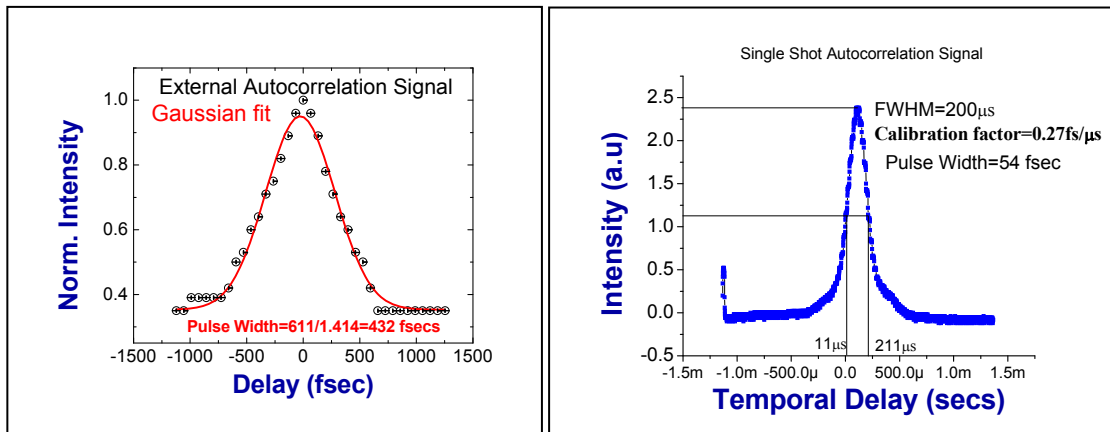 External Autocorrelation Signal
Gaussian fit
1.0
0.8
0.6
0.4
Norm. Intensity
Pulse Width=611/1.414=432 fsecs
-1500 -1000 -500 0 500 1000 1500
Delay (fsec)
Single Shot Autocorrelation Signal
2.5
2.0
1.5
1.0
0.5
0.0
-0.5
Intensity (a.u)
FWHM=200μs
Calibration factor=0.27fs/μs
Pulse Width=54 fsec
11μs 211μs
-1.5m -1.0m -500.0μ 0.0 500.0μ 1.0m 1.5m
Temporal Delay (secs)